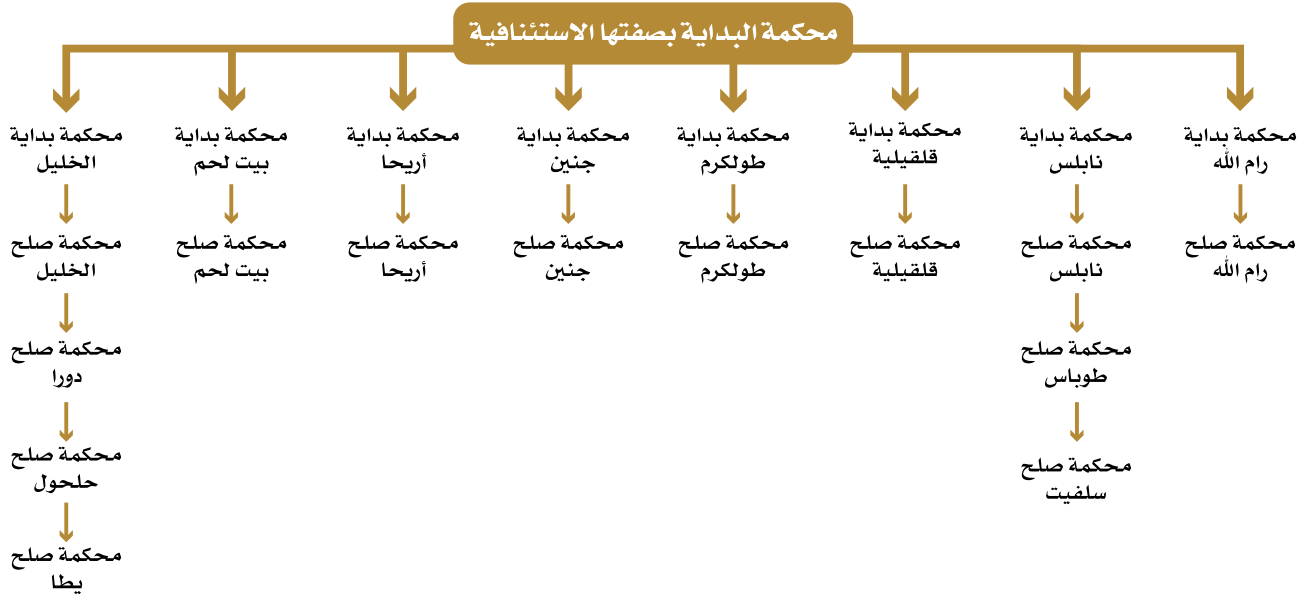 محكمة البداية بصفتها الاستئنافية
محكمة بداية
رام الله
محكمة صلح
رام الله
محكمة بداية
نابلس
محكمة صلح
نابلس
محكمة صلح
طوباس
محكمة صلح
سلفيت
محكمة بداية
قلقيلية
محكمة صلح
قلقيلية
محكمة بداية
طولكرم
محكمة صلح
طولكرم
محكمة بداية
جنين
محكمة صلح
جنين
محكمة بداية
أريحا
محكمة صلح
أريحا
محكمة بداية
بيت لحم
محكمة صلح
بيت لحم
محكمة بداية
الخليل
محكمة صلح
الخليل
محكمة صلح
دورا
محكمة صلح
حلحول
محكمة صلح
يطا